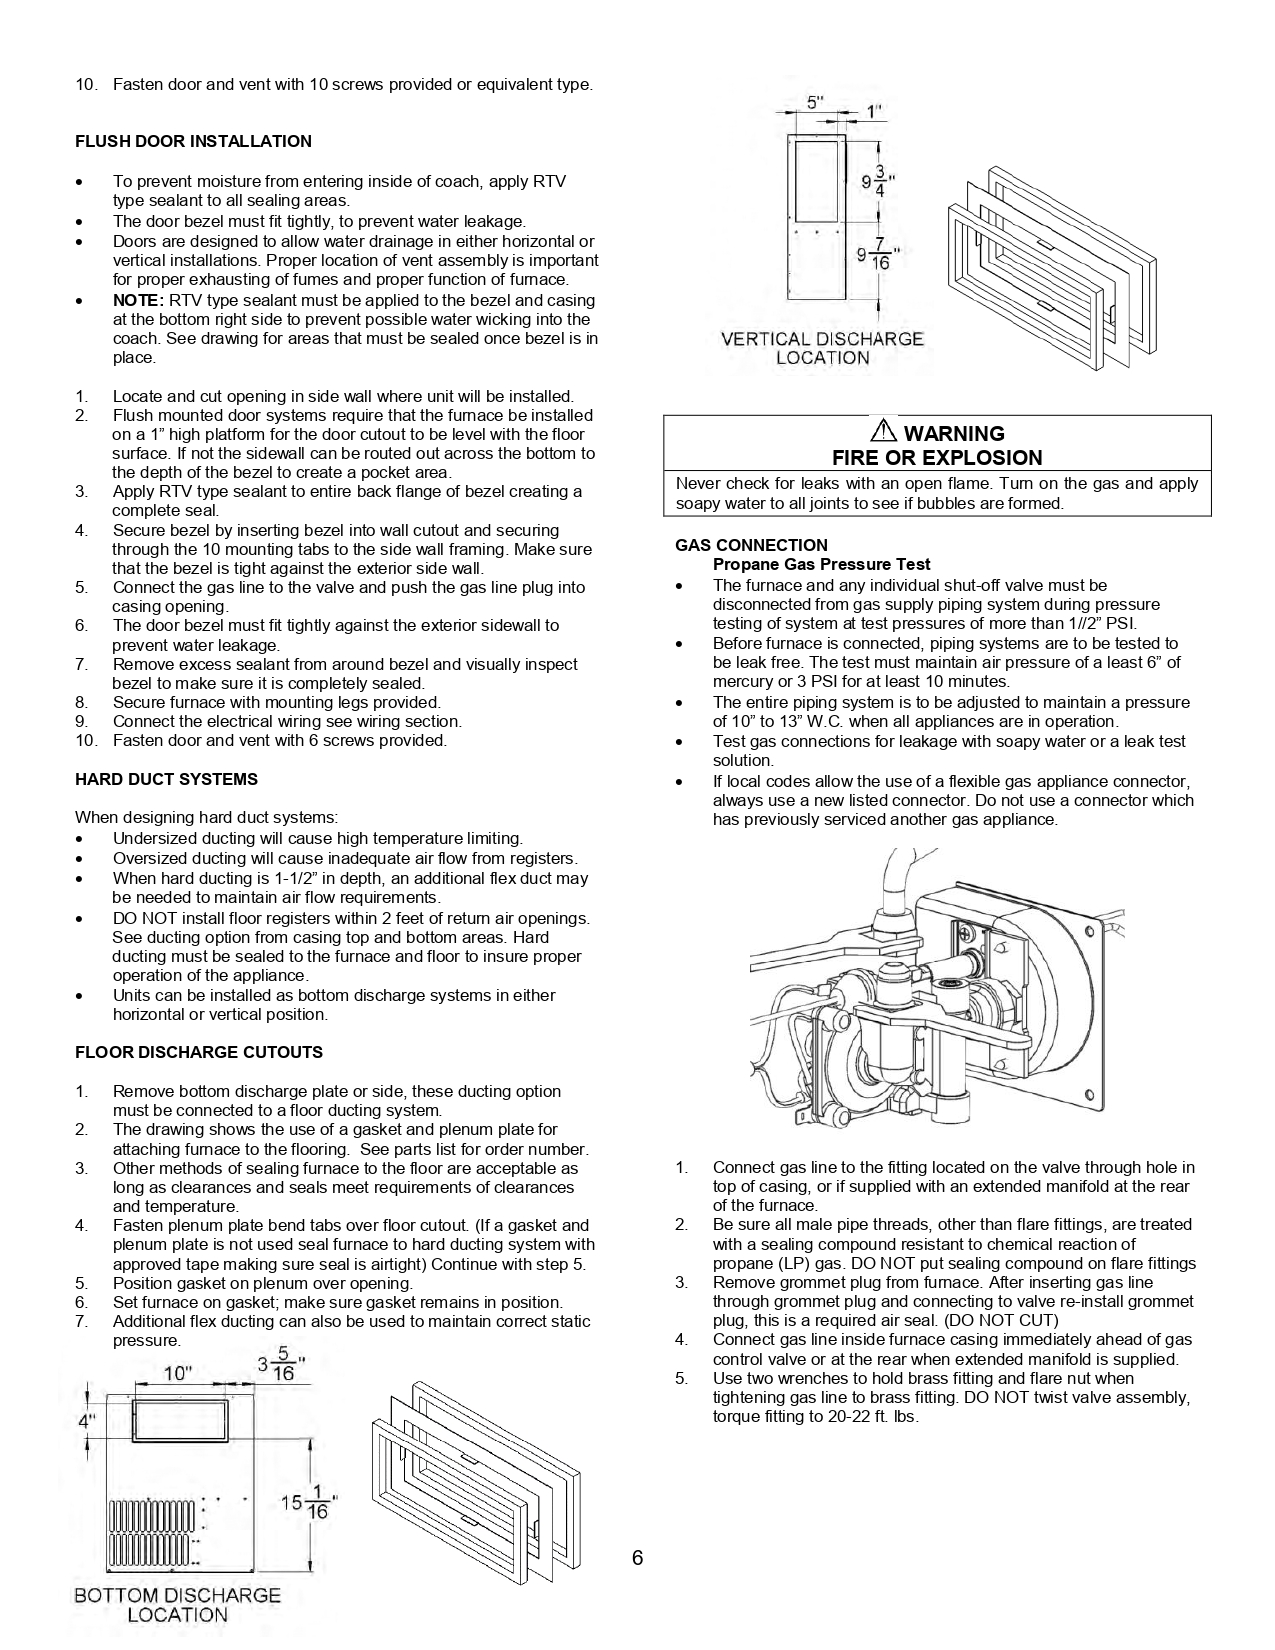 10. Fasten door and vent with 10 screws provided or equivalent type.
FLUSH DOOR INSTALLATION
• To prevent moisture from entering inside of coach, apply RTV
type sealant to all sealing areas.
• The door bezel must fit tightly, to prevent water leakage.
• Doors are designed to allow water drainage in either horizontal or
vertical installations. Proper location of vent assembly is important
for proper exhausting of fumes and proper function of furnace.
• NOTE: RTV type sealant must be applied to the bezel and casing
at the bottom right side to prevent possible water wicking into the
coach. See drawing for areas that must be sealed once bezel is in
place.
1. Locate and cut opening in side wall where unit will be installed.
2. Flush mounted door systems require that the furnace be installed
on a 1” high platform for the door cutout to be level with the floor
surface. If not the sidewall can be routed out across the bottom to
the depth of the bezel to create a pocket area.
3. Apply RTV type sealant to entire back flange of bezel creating a
complete seal.
4. Secure bezel by inserting bezel into wall cutout and securing
through the 10 mounting tabs to the side wall framing. Make sure
that the bezel is tight against the exterior side wall.
5. Connect the gas line to the valve and push the gas line plug into
casing opening.
6. The door bezel must fit tightly against the exterior sidewall to
prevent water leakage.
7. Remove excess sealant from around bezel and visually inspect
bezel to make sure it is completely sealed.
8. Secure furnace with mounting legs provided.
9. Connect the electrical wiring see wiring section.
10. Fasten door and vent with 6 screws provided.
HARD DUCT SYSTEMS
When designing hard duct systems:
• Undersized ducting will cause high temperature limiting.
• Oversized ducting will cause inadequate air flow from registers.
• When hard ducting is 1-1/2” in depth, an additional flex duct may
be needed to maintain air flow requirements.
• DO NOT install floor registers within 2 feet of return air openings.
See ducting option from casing top and bottom areas. Hard
ducting must be sealed to the furnace and floor to insure proper
operation of the appliance.
• Units can be installed as bottom discharge systems in either
horizontal or vertical position.
FLOOR DISCHARGE CUTOUTS
1. Remove bottom discharge plate or side, these ducting option
must be connected to a floor ducting system.
2. The drawing shows the use of a gasket and plenum plate for
attaching furnace to the flooring. See parts list for order number.
3. Other methods of sealing furnace to the floor are acceptable as
long as clearances and seals meet requirements of clearances
and temperature.
4. Fasten plenum plate bend tabs over floor cutout. (If a gasket and
plenum plate is not used seal furnace to hard ducting system with
approved tape making sure seal is airtight) Continue with step 5.
5. Position gasket on plenum over opening.
6. Set furnace on gasket; make sure gasket remains in position.
7. Additional flex ducting can also be used to maintain correct static
pressure.
10" 3 5/16"
4"
15 1/16"
BOTTOM DISCHARGE
LOCATION
5"
1"
9 3/4"
9 7/16"
VERTICAL DISCHARGE
LOCATION
⚠ WARNING
FIRE OR EXPLOSION
Never check for leaks with an open flame. Turn on the gas and apply
soapy water to all joints to see if bubbles are formed.
GAS CONNECTION
Propane Gas Pressure Test
• The furnace and any individual shut-off valve must be
disconnected from gas supply piping system during pressure
testing of system at test pressures of more than 1//2” PSI.
• Before furnace is connected, piping systems are to be tested to
be leak free. The test must maintain air pressure of a least 6” of
mercury or 3 PSI for at least 10 minutes.
• The entire piping system is to be adjusted to maintain a pressure
of 10” to 13” W.C. when all appliances are in operation.
• Test gas connections for leakage with soapy water or a leak test
solution.
• If local codes allow the use of a flexible gas appliance connector,
always use a new listed connector. Do not use a connector which
has previously serviced another gas appliance.
1. Connect gas line to the fitting located on the valve through hole in
top of casing, or if supplied with an extended manifold at the rear
of the furnace.
2. Be sure all male pipe threads, other than flare fittings, are treated
with a sealing compound resistant to chemical reaction of
propane (LP) gas. DO NOT put sealing compound on flare fittings
3. Remove grommet plug from furnace. After inserting gas line
through grommet plug and connecting to valve re-install grommet
plug, this is a required air seal. (DO NOT CUT)
4. Connect gas line inside furnace casing immediately ahead of gas
control valve or at the rear when extended manifold is supplied.
5. Use two wrenches to hold brass fitting and flare nut when
tightening gas line to brass fitting. DO NOT twist valve assembly,
torque fitting to 20-22 ft. lbs.
6